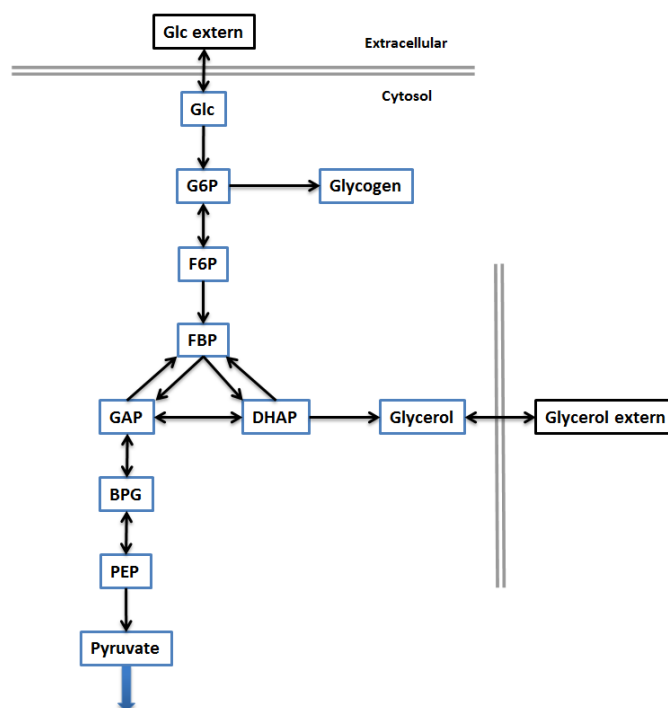 Glc extern
Extracellular
Cytosol
Glc
G6P
Glycogen
F6P
FBP
GAP
DHAP
Glycerol
Glycerol extern
BPG
PEP
Pyruvate